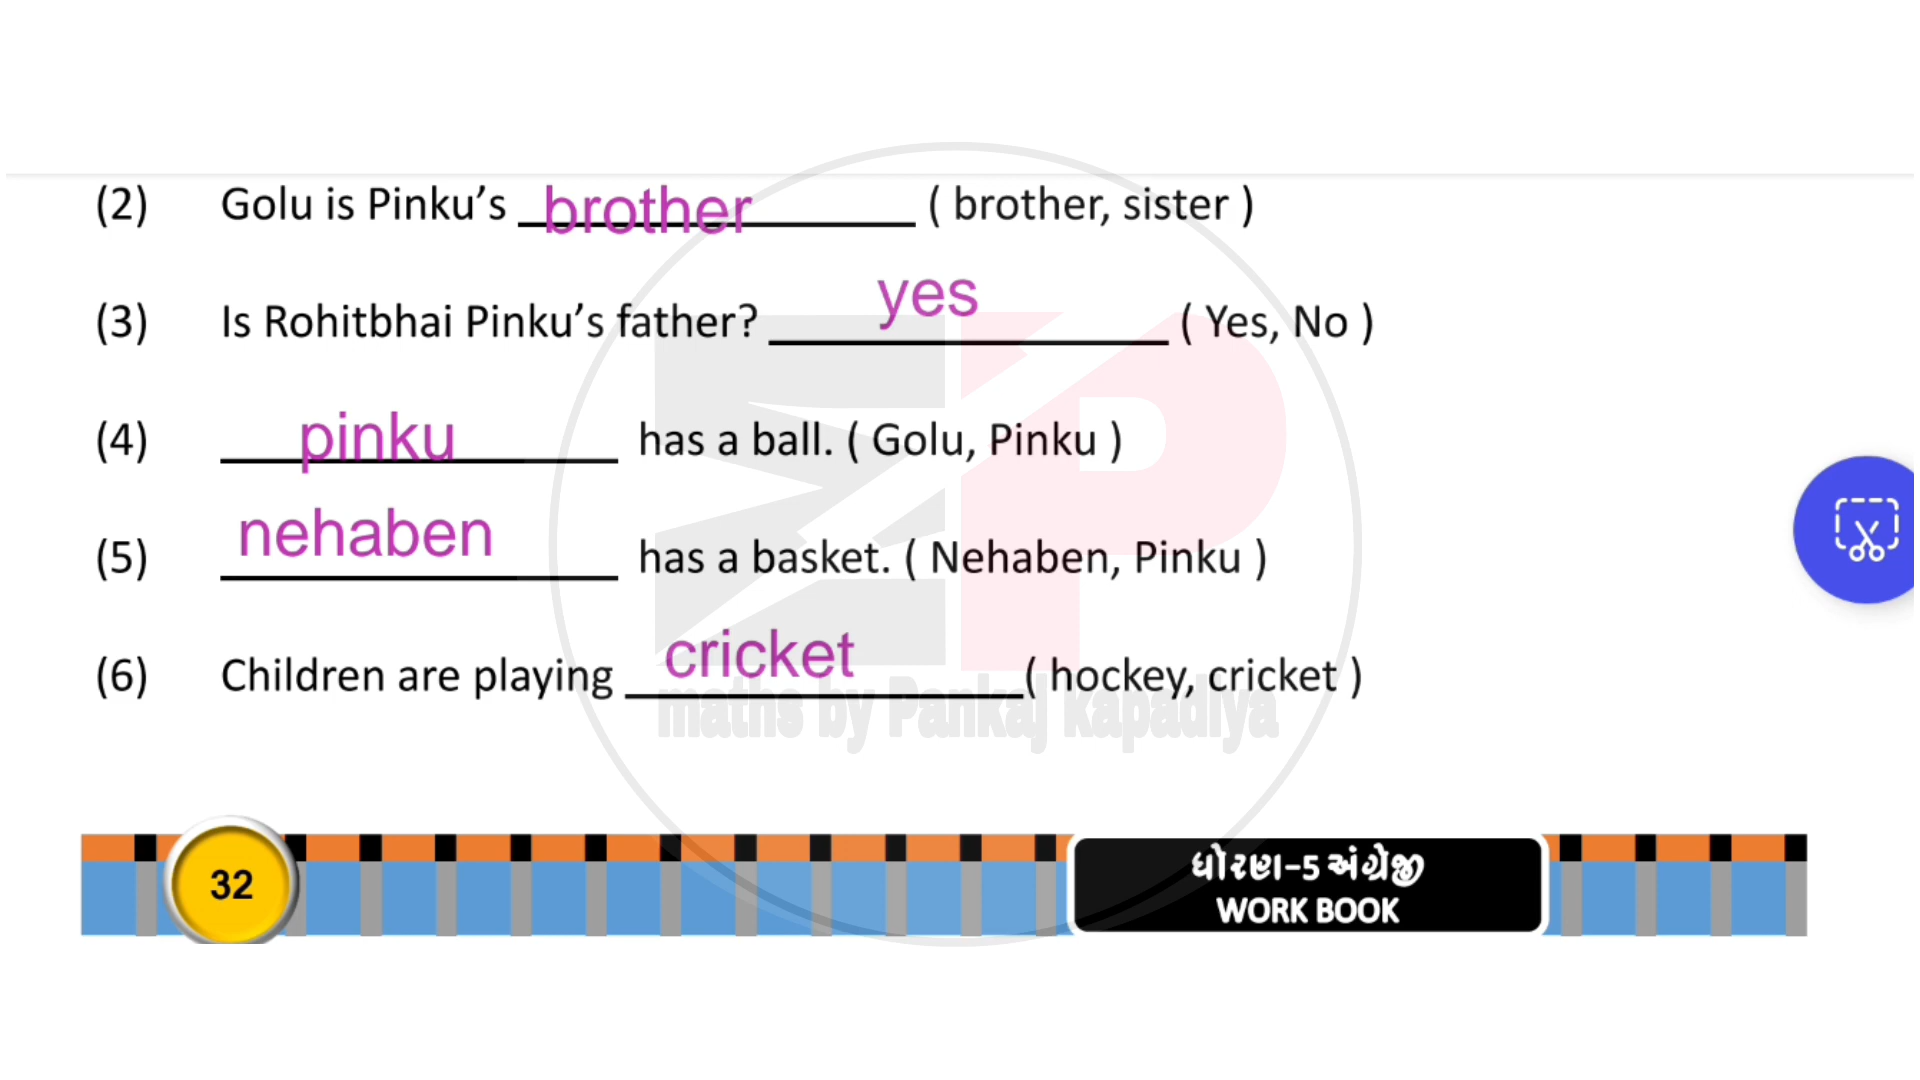 (2) Golu is Pinku's brother ( brother, sister )
(3) Is Rohitbhai Pinku's father? yes ( Yes, No )
(4) pinku has a ball. ( Golu, Pinku )
(5) nehaben has a basket. ( Nehaben, Pinku )
(6) Children are playing cricket ( hockey, cricket )
maths by Pankaj Kapadiya
32
ધોરણ-5 અંગ્રેજી
WORK BOOK